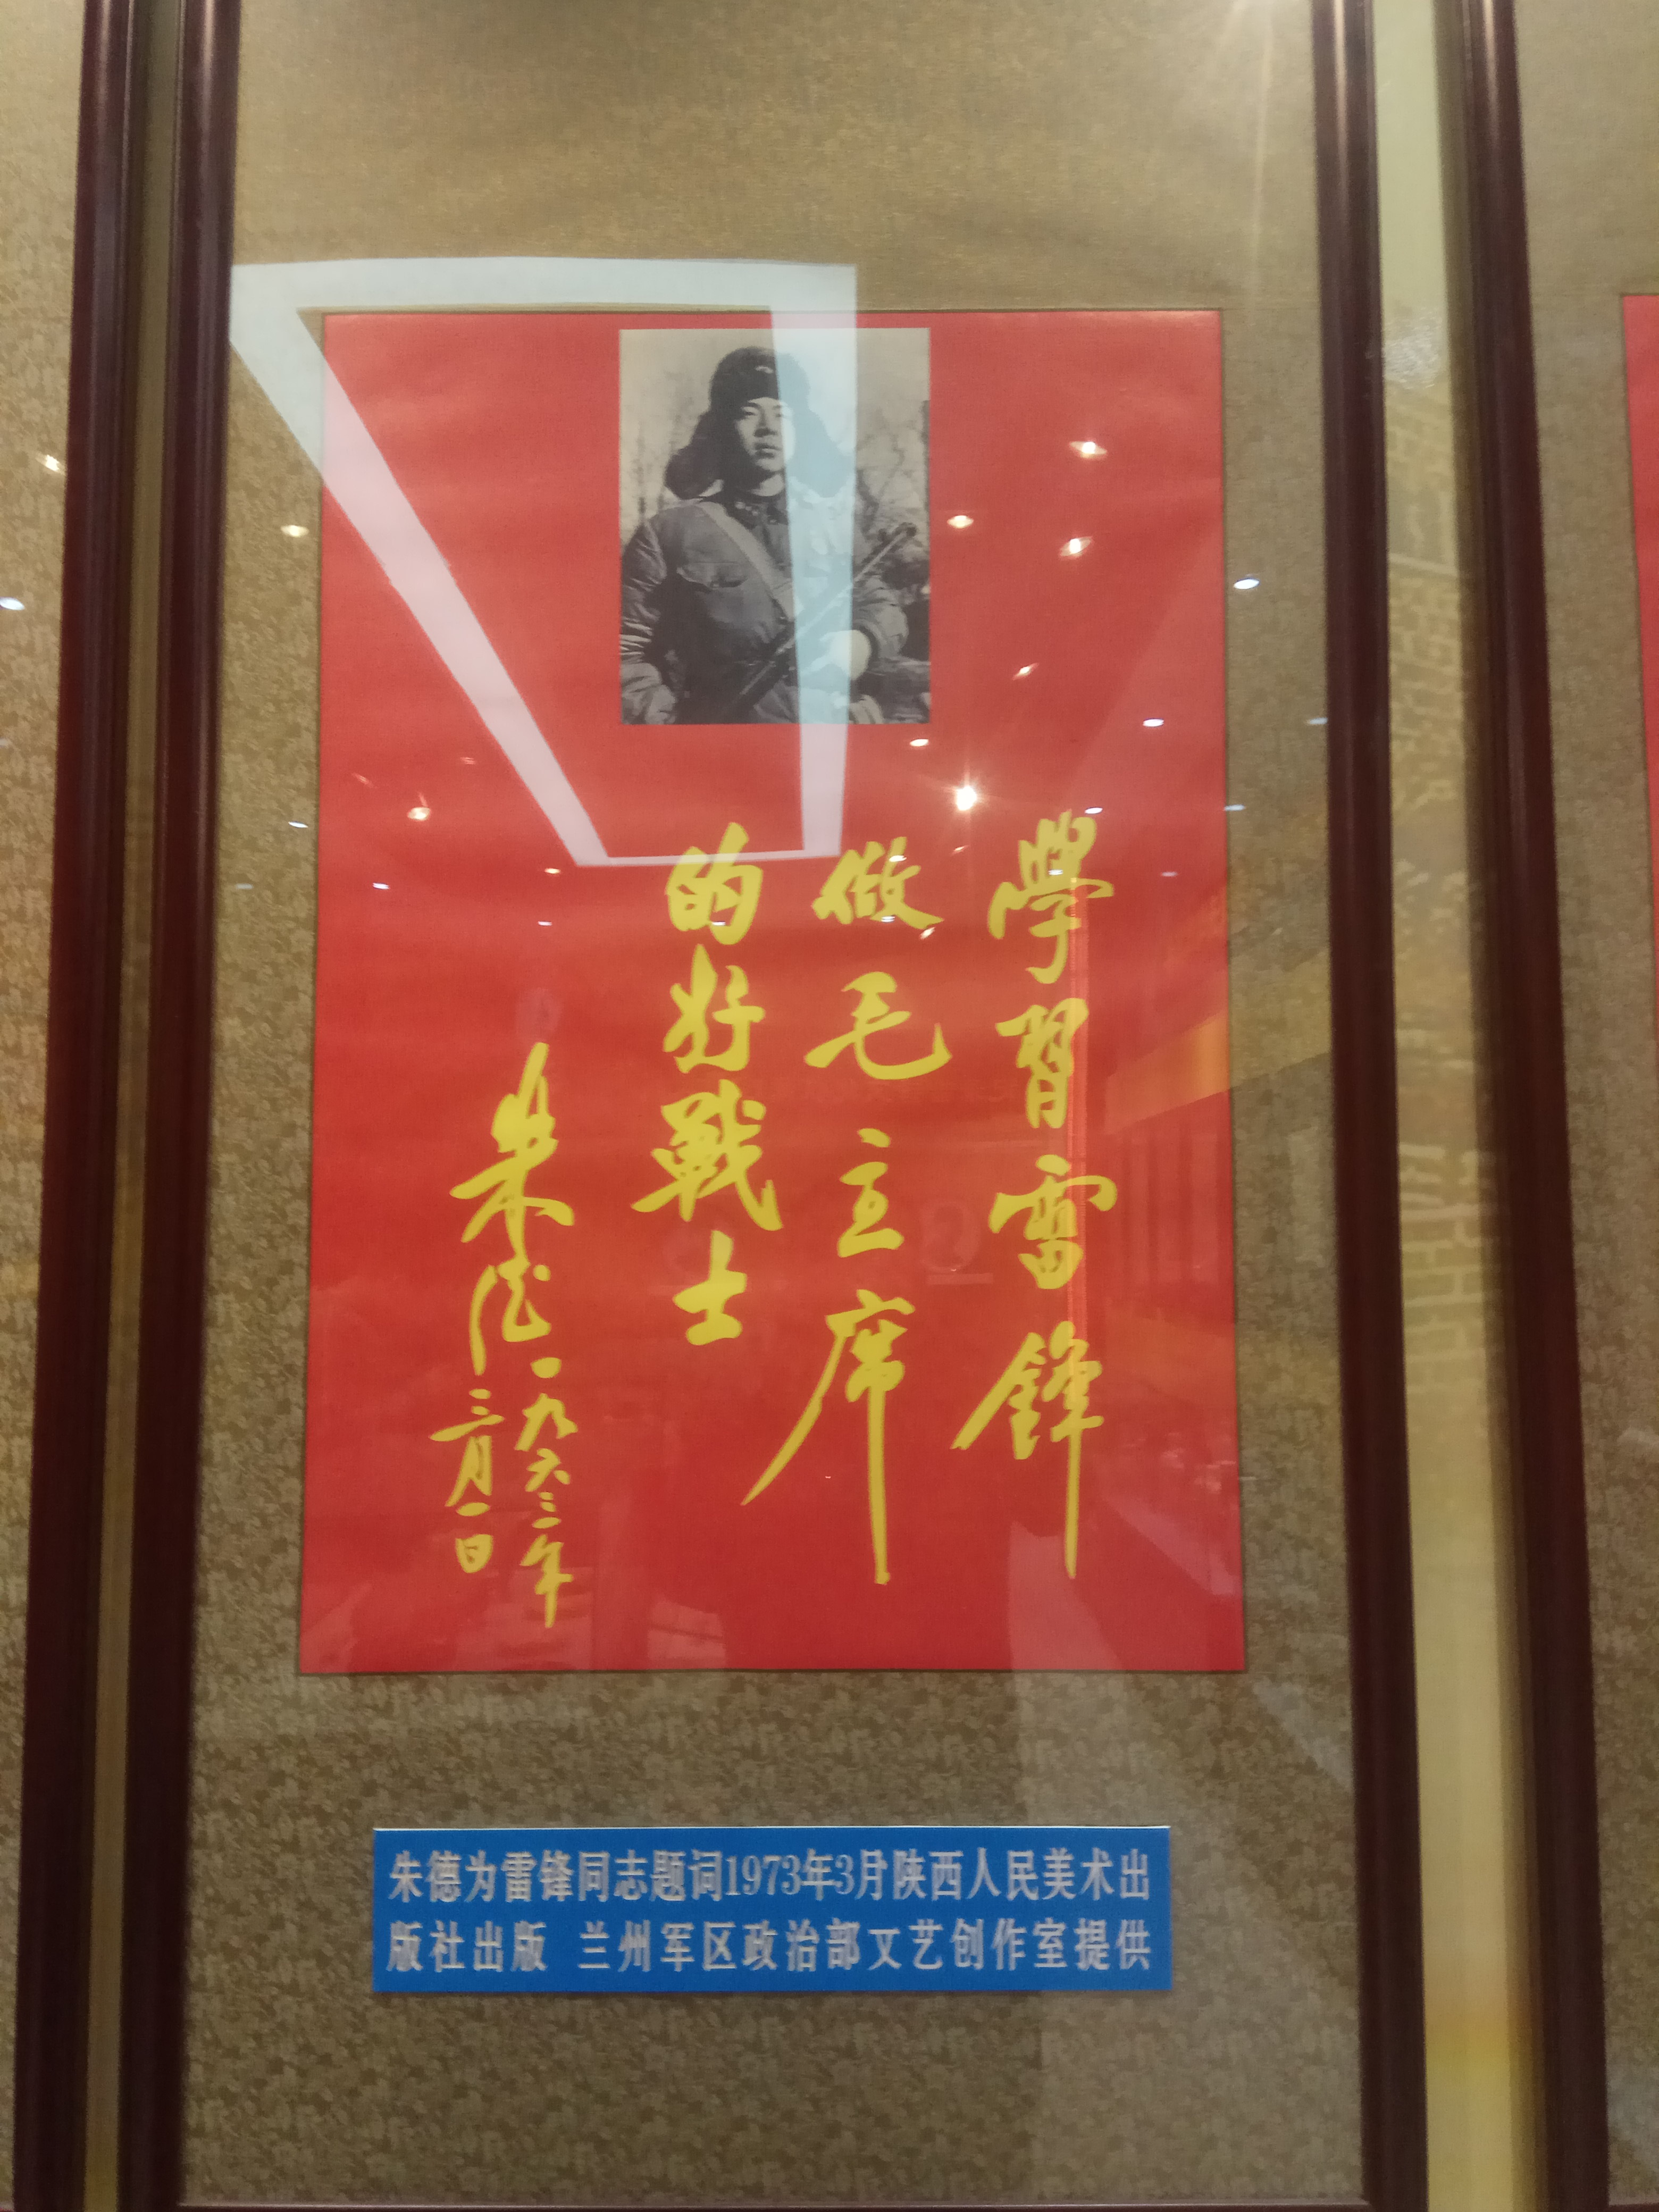 學習雷鋒
做毛主席
的好戰士
朱德
一九六三年
三月一日
朱德为雷锋同志题词1973年3月陕西人民美术出
版社出版 兰州军区政治部文艺创作室提供